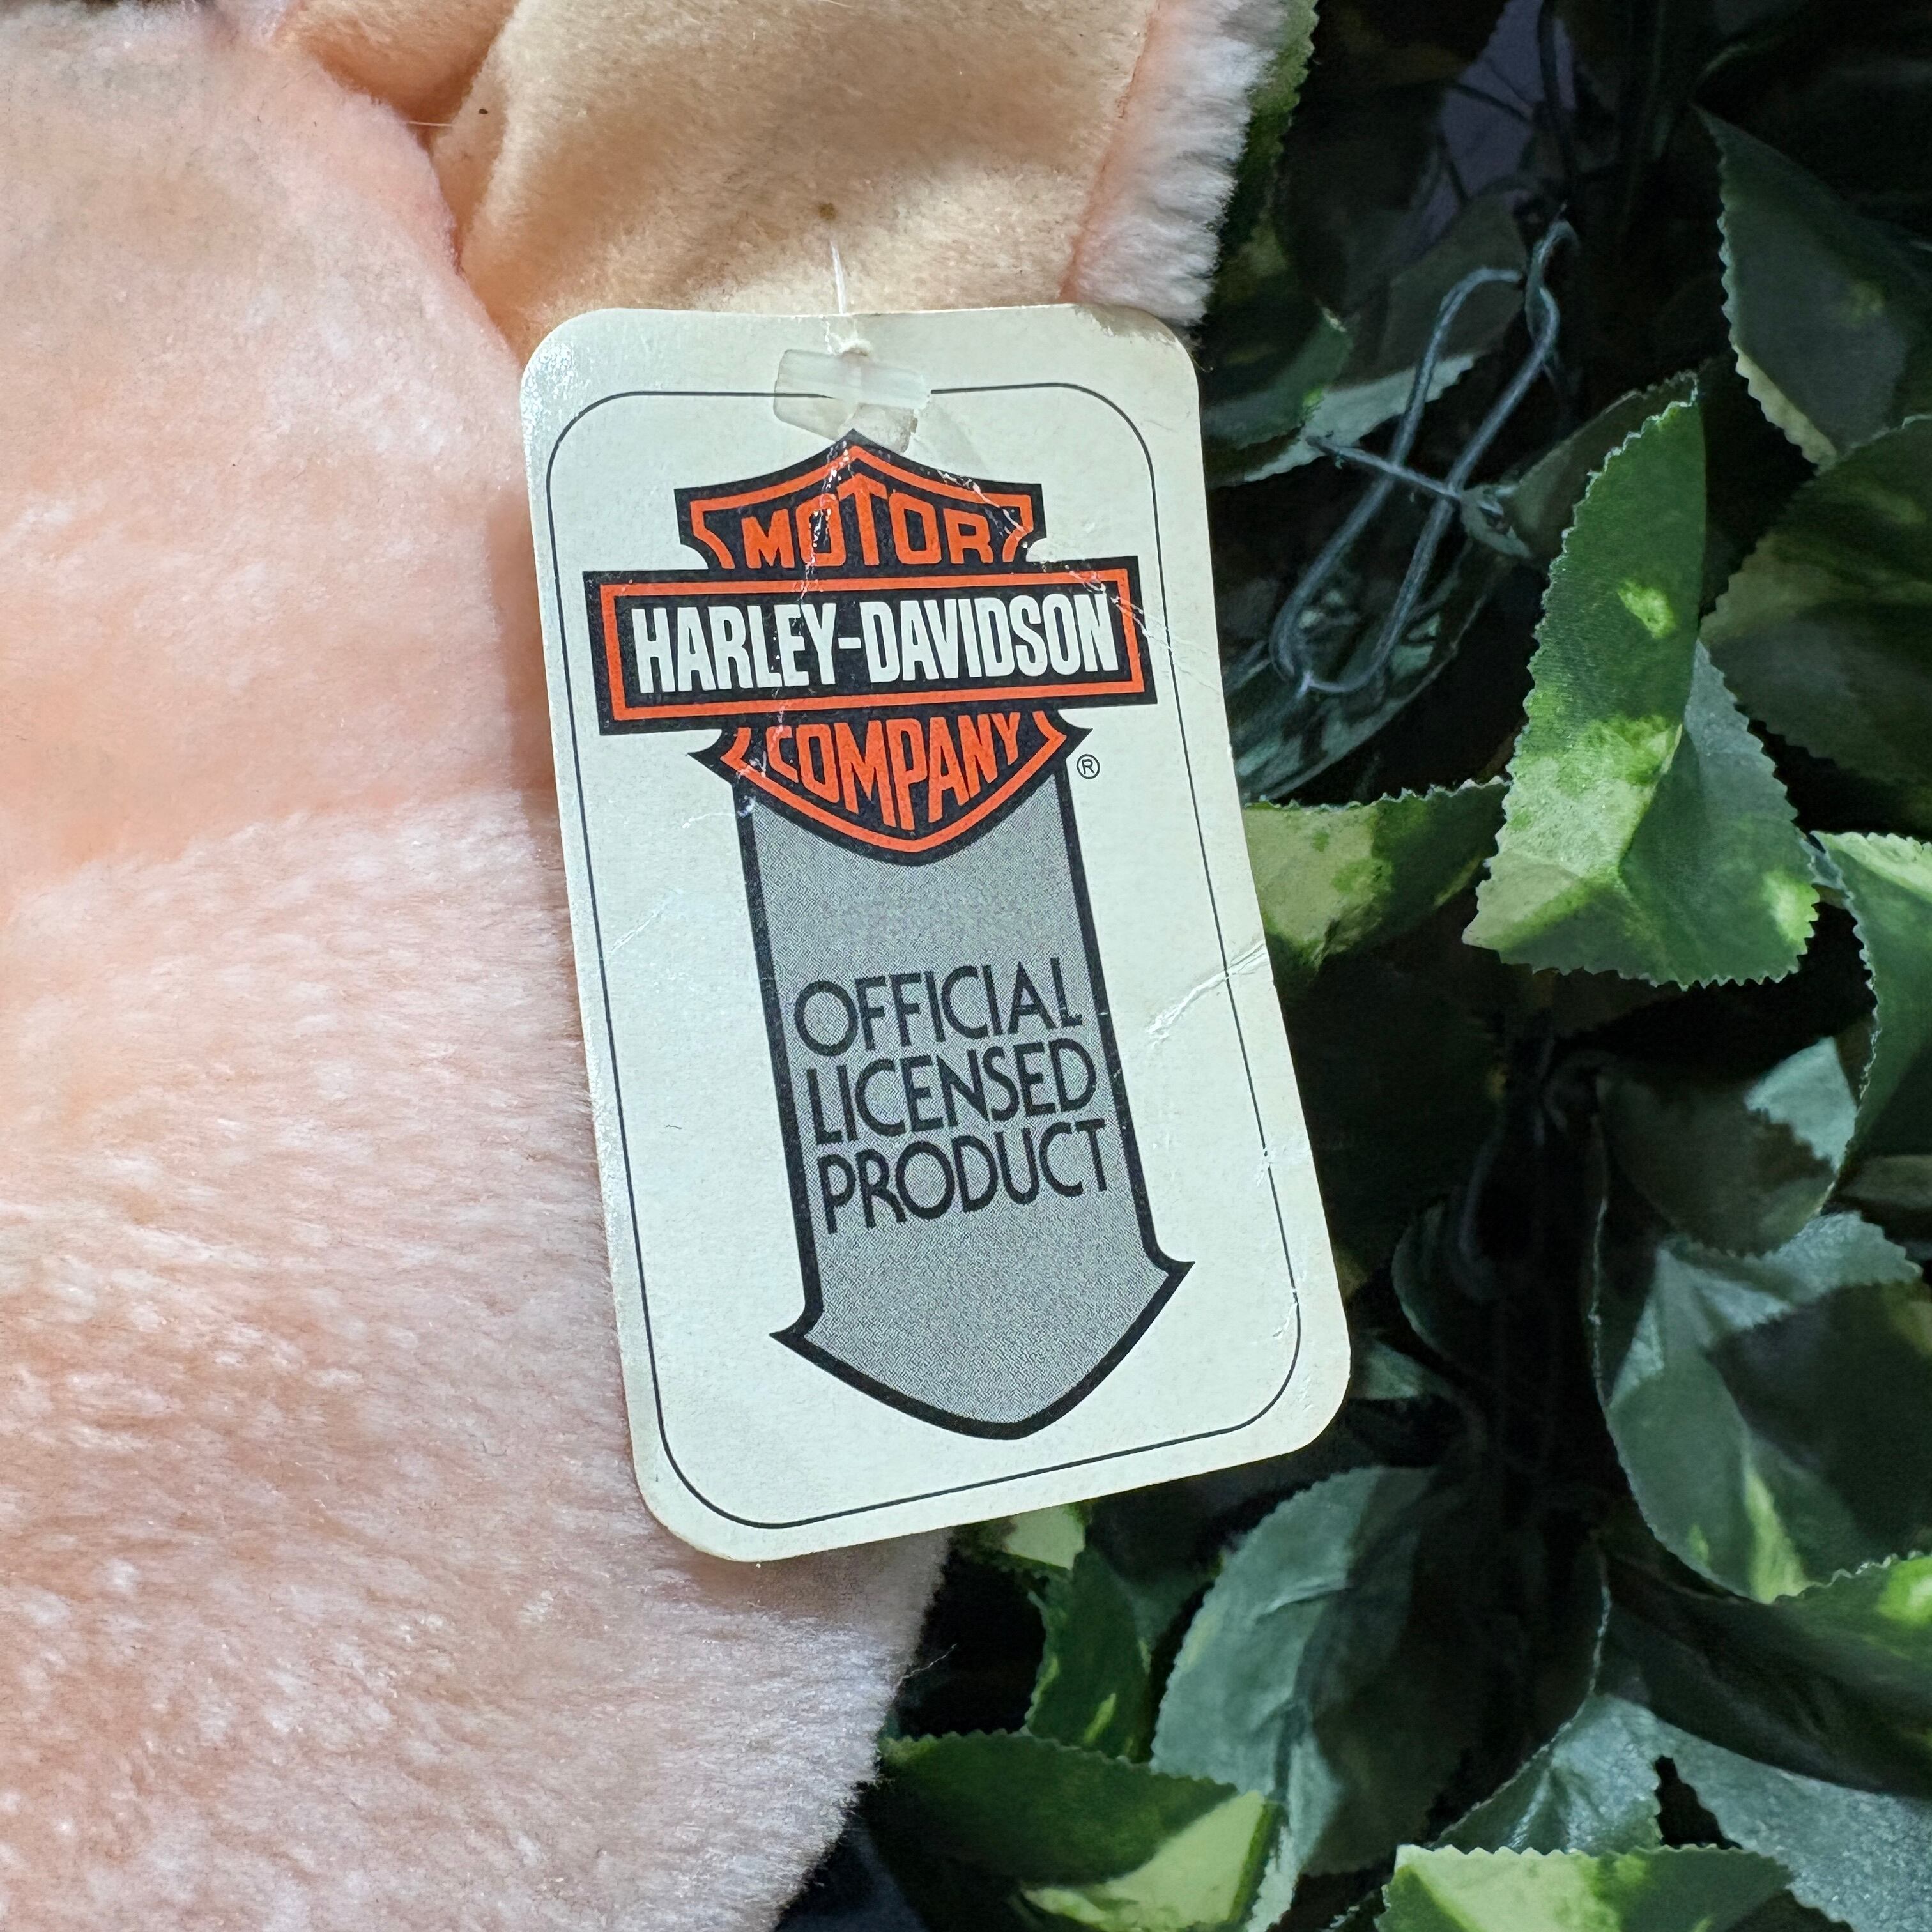 MOTOR
HARLEY-DAVIDSON
COMPANY
®
OFFICIAL
LICENSED
PRODUCT